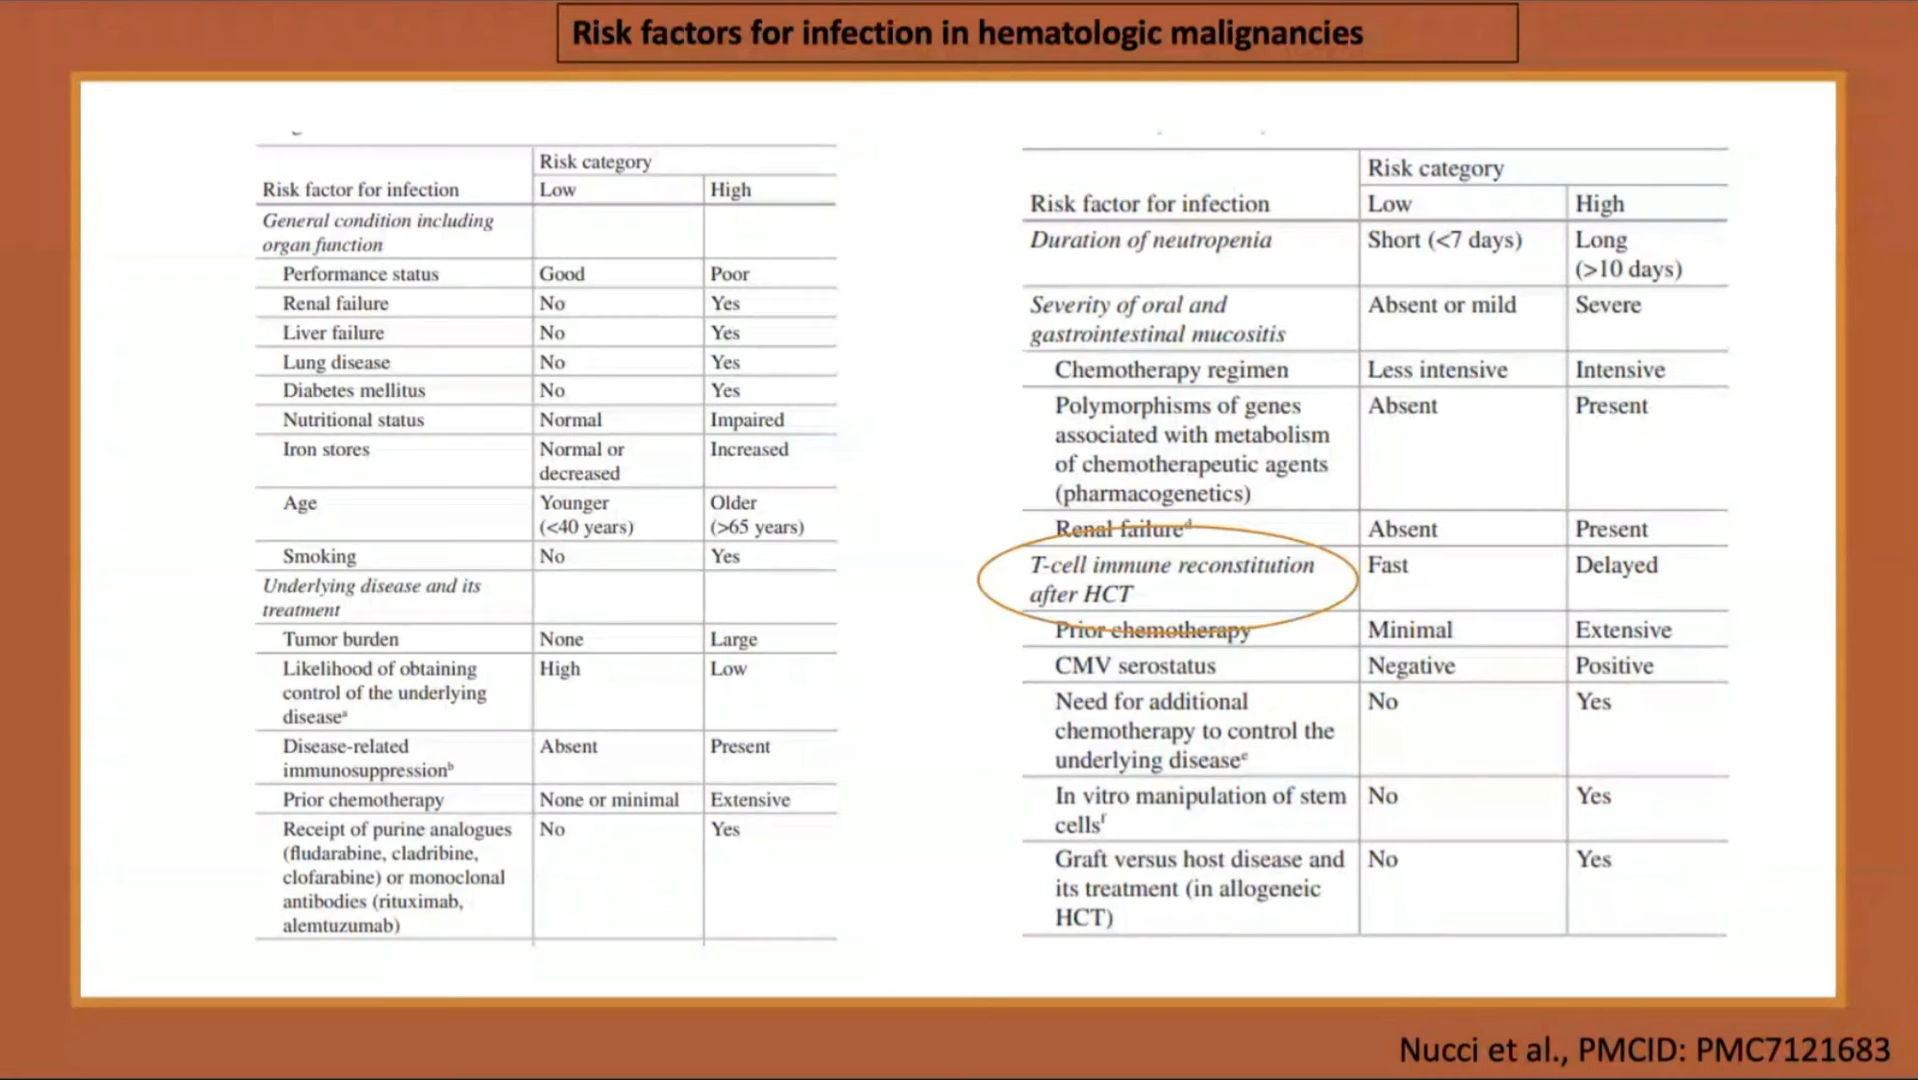 Risk factors for infection in hematologic malignancies
Risk category
Risk factor for infection Low High
General condition including
organ function
Performance status Good Poor
Renal failure No Yes
Liver failure No Yes
Lung disease No Yes
Diabetes mellitus No Yes
Nutritional status Normal Impaired
Iron stores Normal or Increased
decreased
Age Younger Older
(<40 years) (>65 years)
Smoking No Yes
Underlying disease and its
treatment
Tumor burden None Large
Likelihood of obtaining High Low
control of the underlying
diseaseᵃ
Disease-related Absent Present
immunosuppressionᵇ
Prior chemotherapy None or minimal Extensive
Receipt of purine analogues No Yes
(fludarabine, cladribine,
clofarabine) or monoclonal
antibodies (rituximab,
alemtuzumab)
Risk category
Risk factor for infection Low High
Duration of neutropenia Short (<7 days) Long
(>10 days)
Severity of oral and Absent or mild Severe
gastrointestinal mucositis
Chemotherapy regimen Less intensive Intensive
Polymorphisms of genes Absent Present
associated with metabolism
of chemotherapeutic agents
(pharmacogenetics)
Renal failureᵈ Absent Present
T-cell immune reconstitution Fast Delayed
after HCT
Prior chemotherapy Minimal Extensive
CMV serostatus Negative Positive
Need for additional No Yes
chemotherapy to control the
underlying diseaseᵉ
In vitro manipulation of stem No Yes
cellsᶠ
Graft versus host disease and No Yes
its treatment (in allogeneic
HCT)
Nucci et al., PMCID: PMC7121683